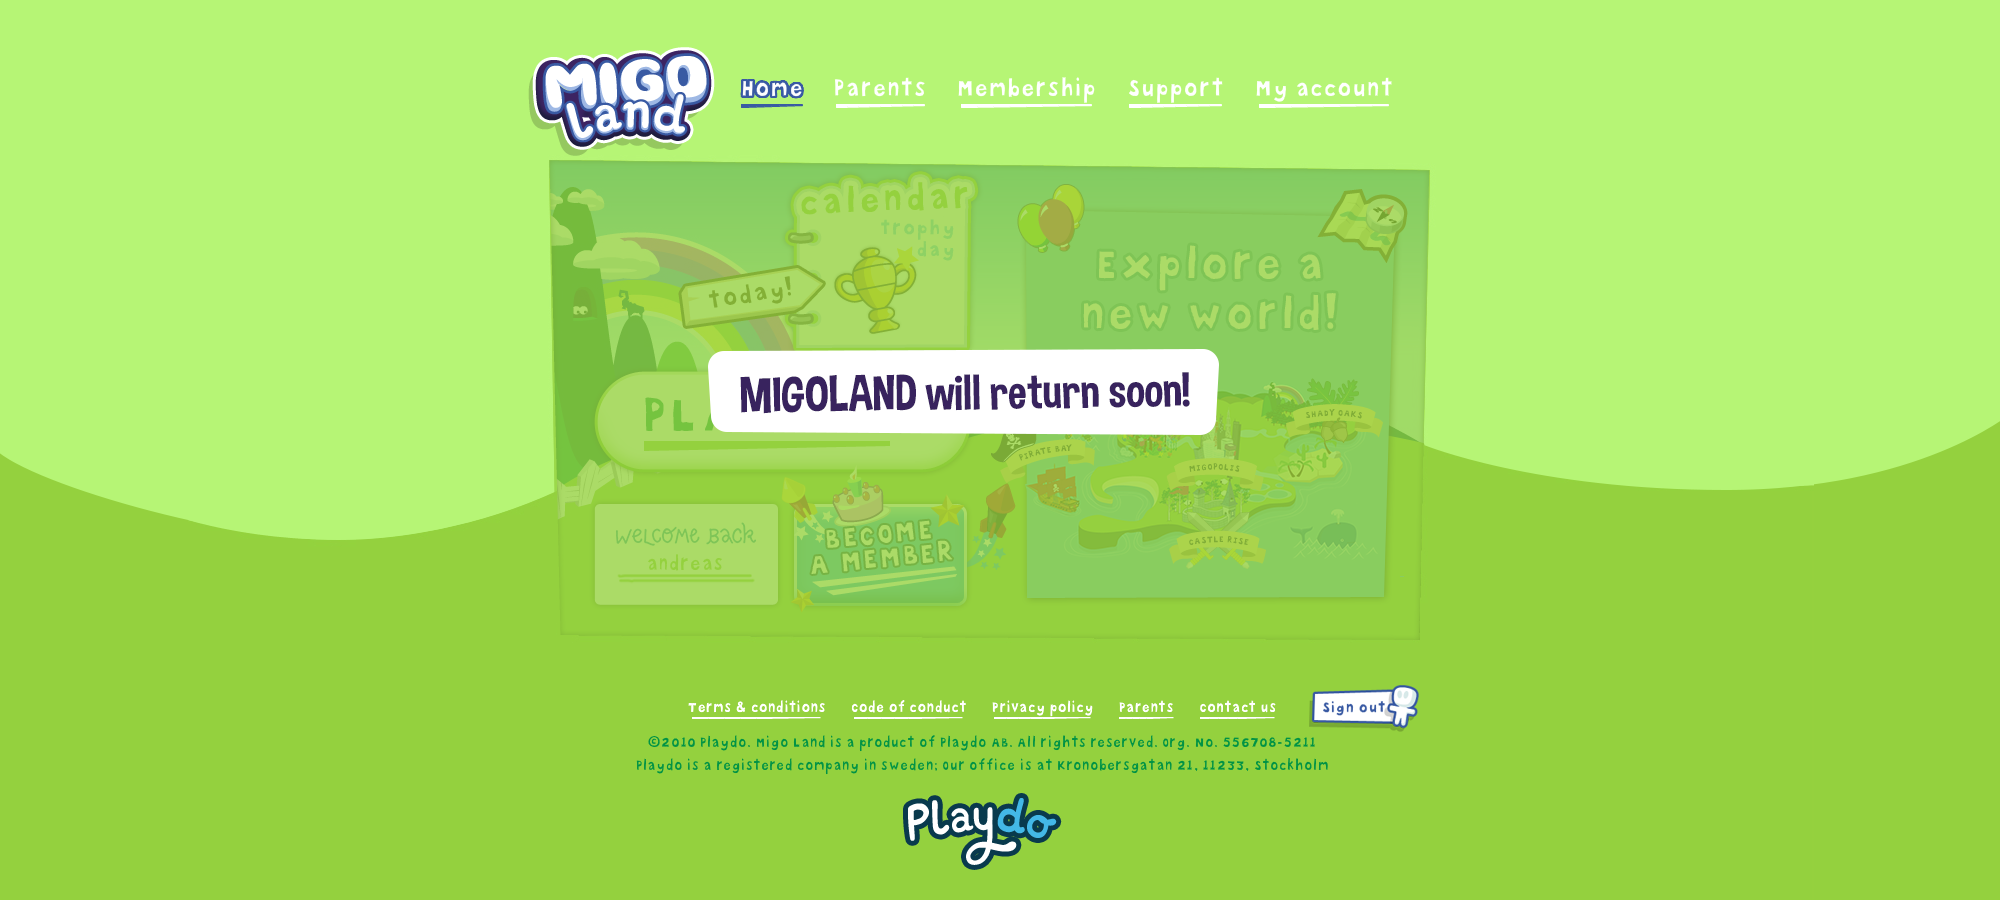 MIGO
Land
Home Parents Membership Support My account
calendar
trophy
day
today!
Explore a
new world!
MIGOLAND will return soon!
SHADY OAKS
PIRATE BAY
MIGOPOLIS
CASTLE RISE
welcome Back
andreas
BECOME
A MEMBER
Terms & conditions code of conduct Privacy policy Parents contact us Sign out
©2010 Playdo. Migo Land is a product of Playdo AB. All rights reserved. Org. No. 556708-5211
Playdo is a registered company in Sweden; our office is at Kronobersgatan 21, 11233, Stockholm
Playdo